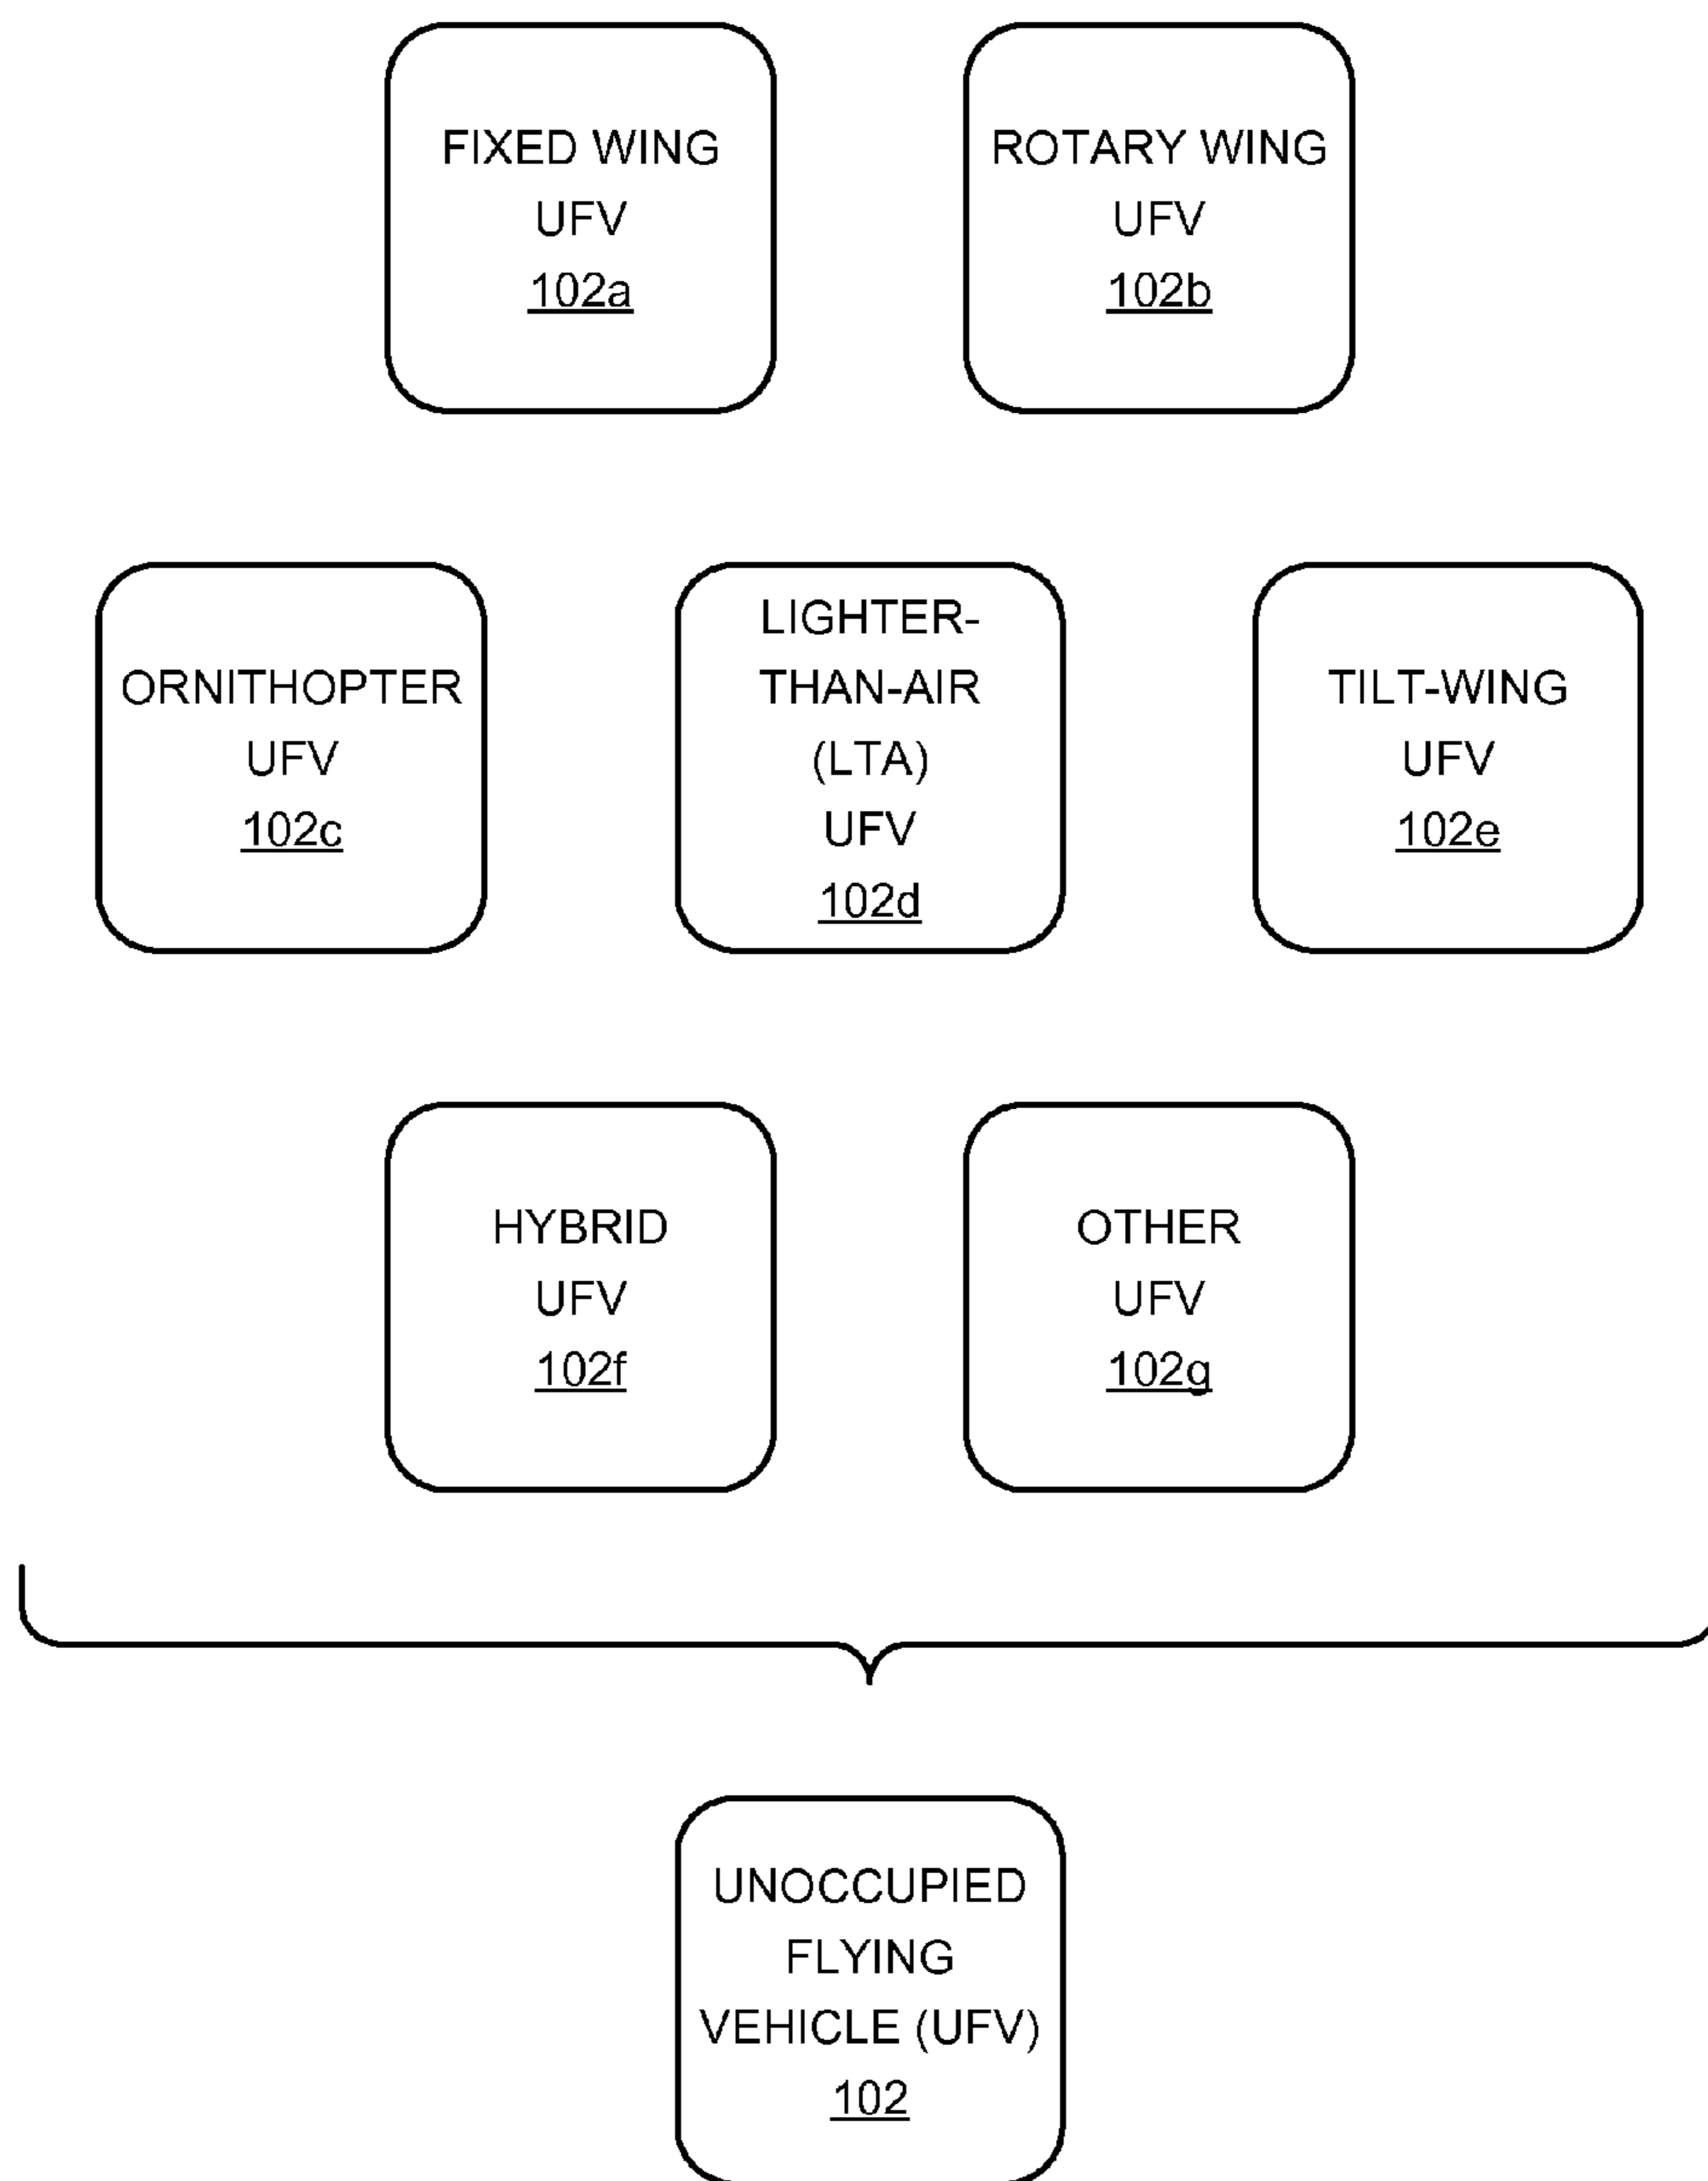 FIXED WING
UFV
102a
ROTARY WING
UFV
102b
ORNITHOPTER
UFV
102c
LIGHTER-
THAN-AIR
(LTA)
UFV
102d
TILT-WING
UFV
102e
HYBRID
UFV
102f
OTHER
UFV
102g
UNOCCUPIED
FLYING
VEHICLE (UFV)
102